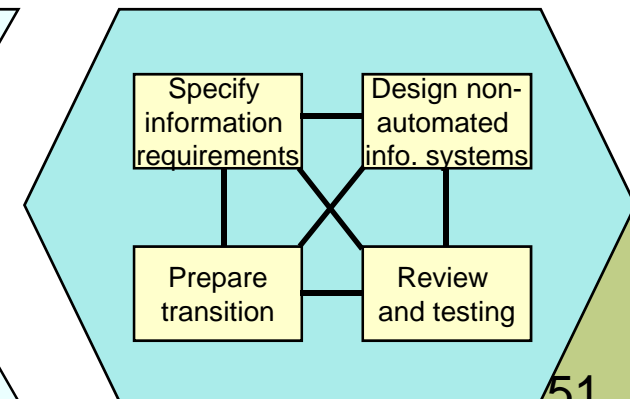 Specify
information
requirements
Design non-
automated
info. systems
Prepare
transition
Review
and testing
51